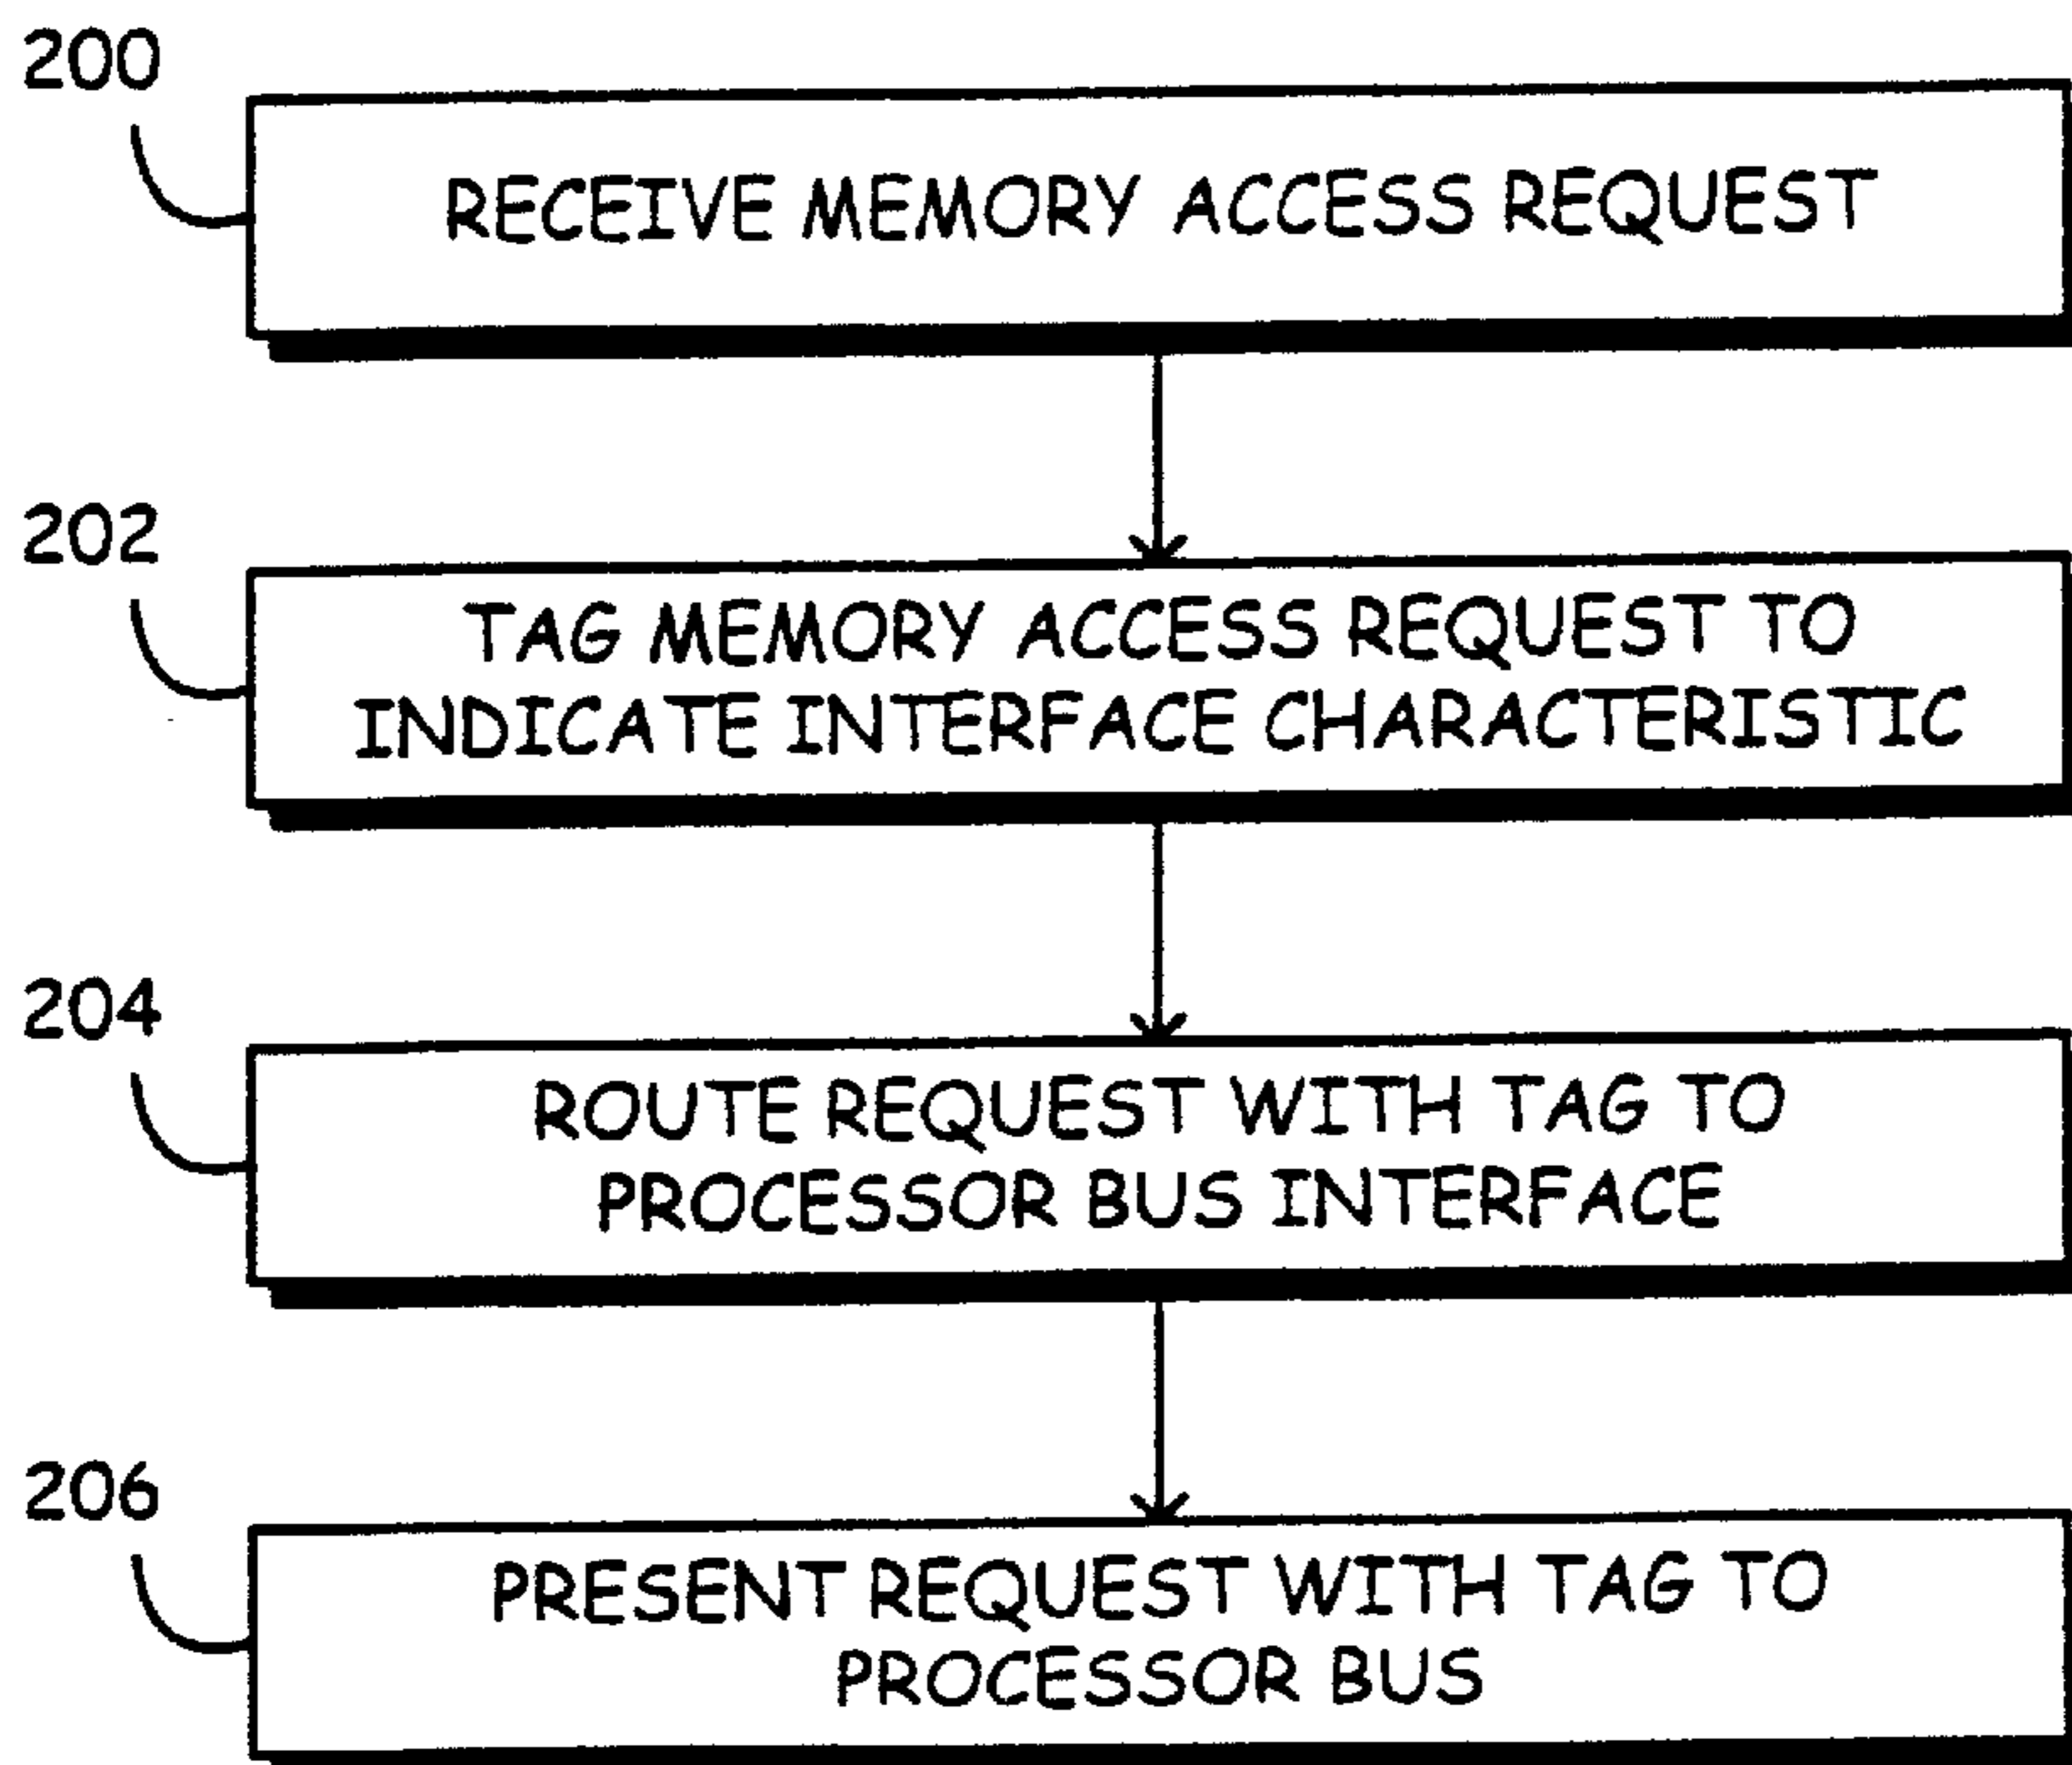 200
RECEIVE MEMORY ACCESS REQUEST
202
TAG MEMORY ACCESS REQUEST TO
INDICATE INTERFACE CHARACTERISTIC
204
ROUTE REQUEST WITH TAG TO
PROCESSOR BUS INTERFACE
206
PRESENT REQUEST WITH TAG TO
PROCESSOR BUS